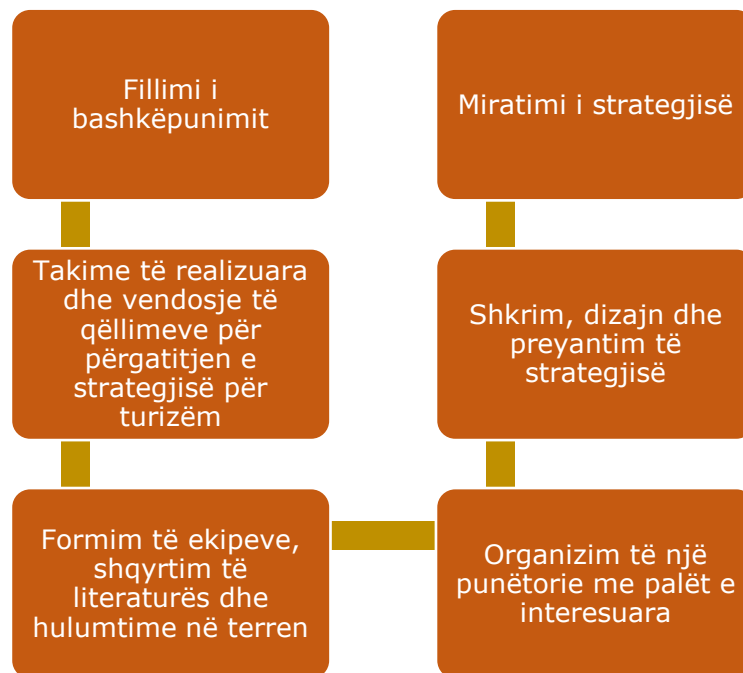 Fillimi i
bashkëpunimit
Takime të realizuara
dhe vendosje të
qëllimeve për
përgatitjen e
strategjisë për
turizëm
Formim të ekipeve,
shqyrtim të
literaturës dhe
hulumtime në terren
Organizim të një
punëtorie me palët e
interesuara
Shkrim, dizajn dhe
preyantim të
strategjisë
Miratimi i strategjisë